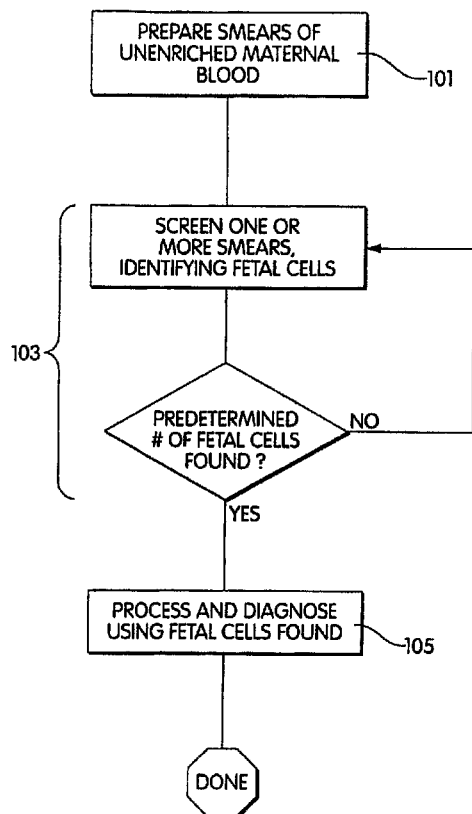 PREPARE SMEARS OF
UNENRICHED MATERNAL
BLOOD
101
SCREEN ONE OR
MORE SMEARS,
IDENTIFYING FETAL CELLS
103
PREDETERMINED
# OF FETAL CELLS
FOUND ?
NO
YES
PROCESS AND DIAGNOSE
USING FETAL CELLS FOUND
105
DONE